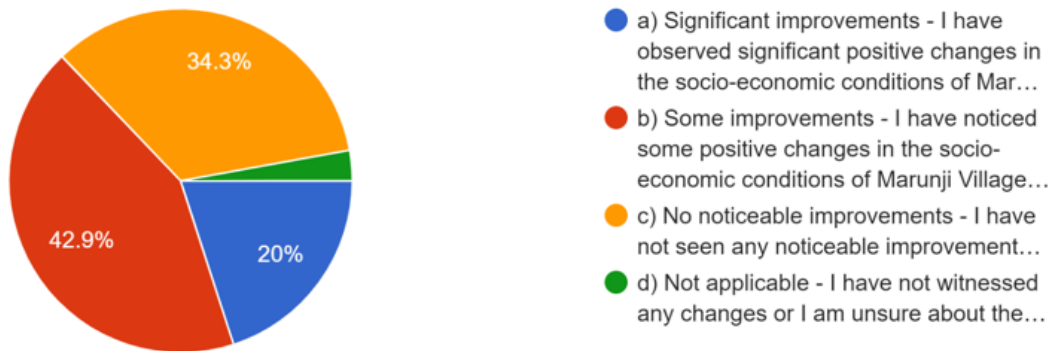 34.3%
42.9%
20%
a) Significant improvements - I have
observed significant positive changes in
the socio-economic conditions of Mar…
b) Some improvements - I have noticed
some positive changes in the socio-
economic conditions of Marunji Village…
c) No noticeable improvements - I have
not seen any noticeable improvement…
d) Not applicable - I have not witnessed
any changes or I am unsure about the…